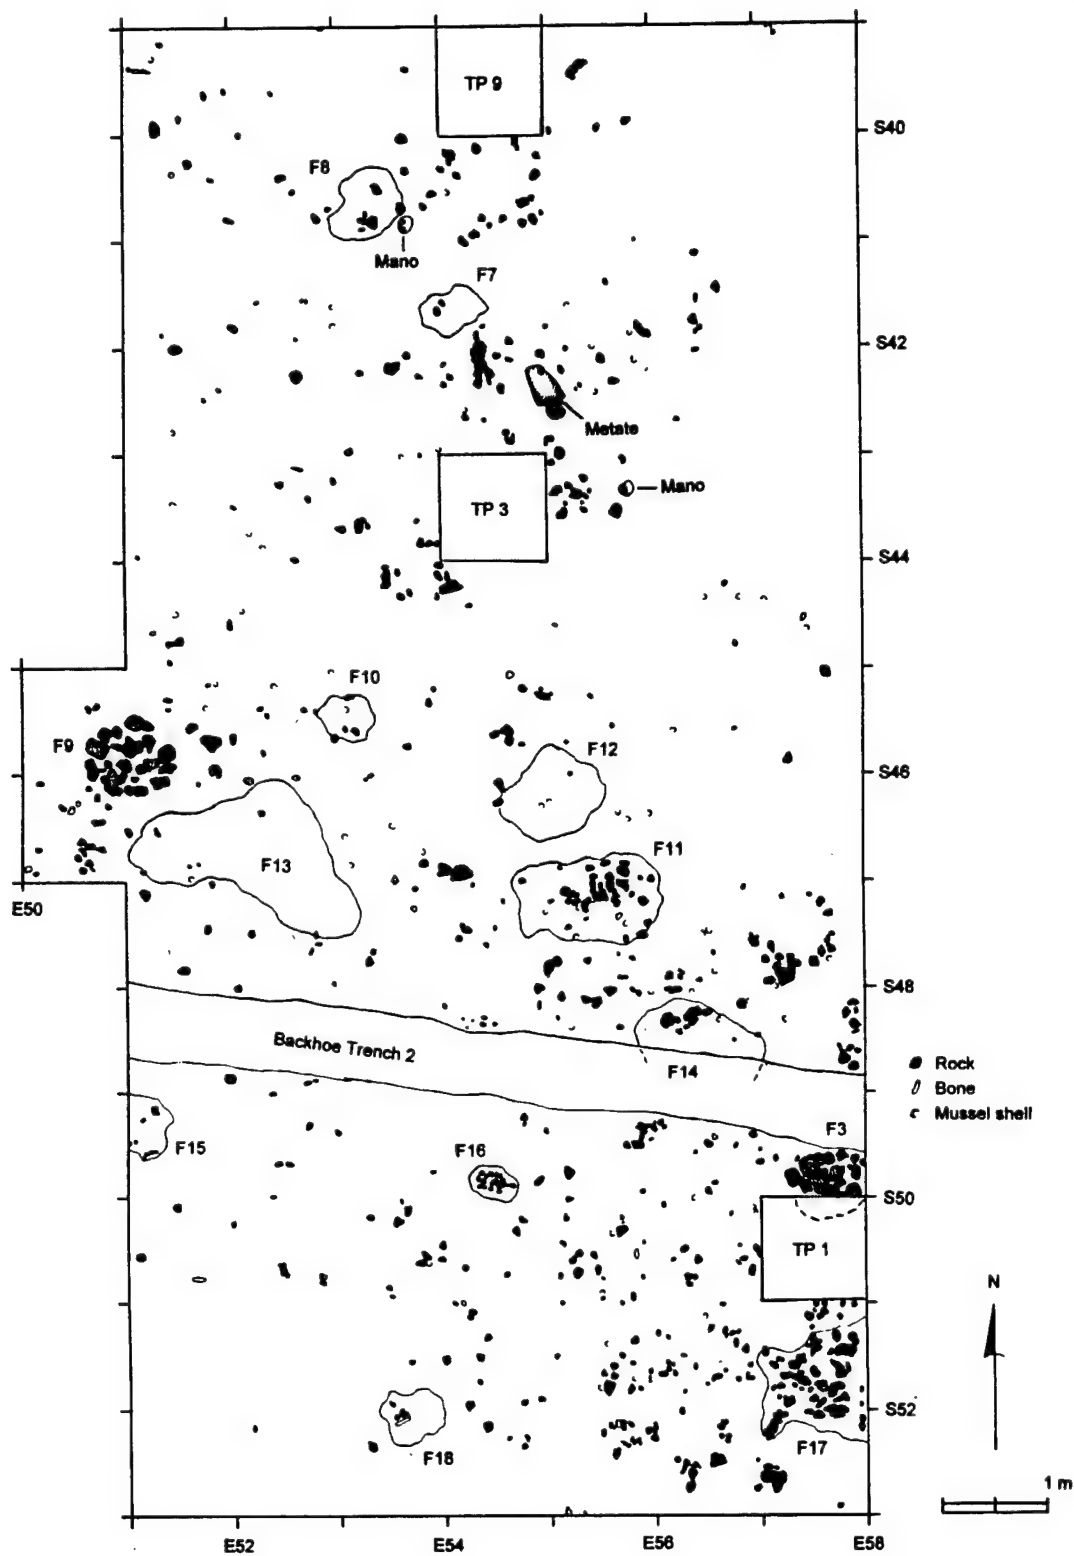 TP 9
S40
F8
Mano
F7
S42
Metate
Mano
TP 3
S44
F10
F9
F12
S46
F11
F13
E50
S48
Backhoe Trench 2
F14
Rock
Bone
Mussel shell
F3
F15
F16
S50
TP 1
N
S52
F17
F18
1 m
E52
E54
E56
E58